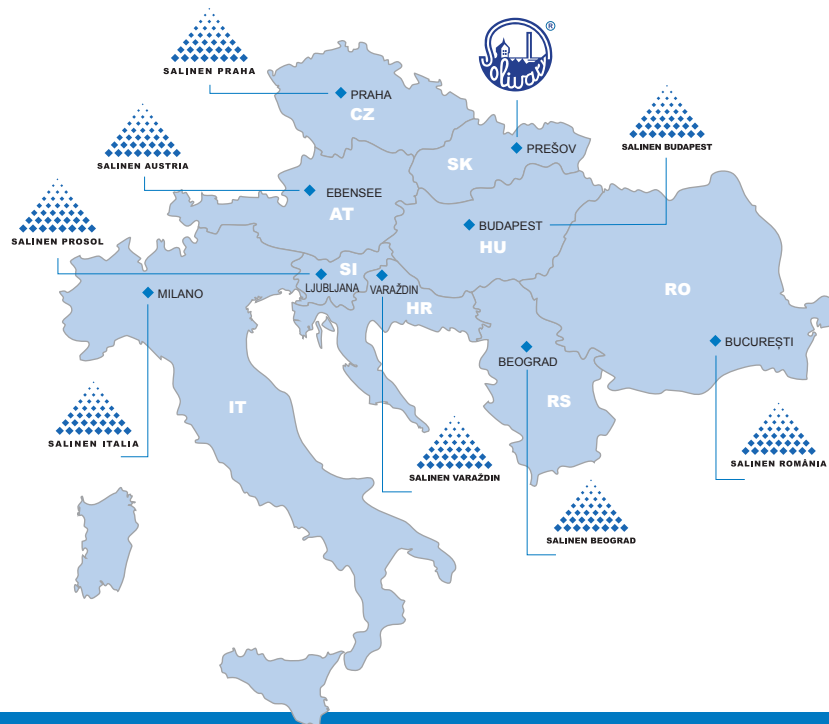 Solivary
®
SALINEN PRAHA
PRAHA
CZ
SALINEN BUDAPEST
PREŠOV
SK
SALINEN AUSTRIA
EBENSEE
AT
BUDAPEST
HU
SALINEN PROSOL
SI
LJUBLJANA
VARAŽDIN
MILANO
HR
RO
BUCUREȘTI
BEOGRAD
RS
IT
SALINEN ITALIA
SALINEN VARAŽDIN
SALINEN ROMÂNIA
SALINEN BEOGRAD